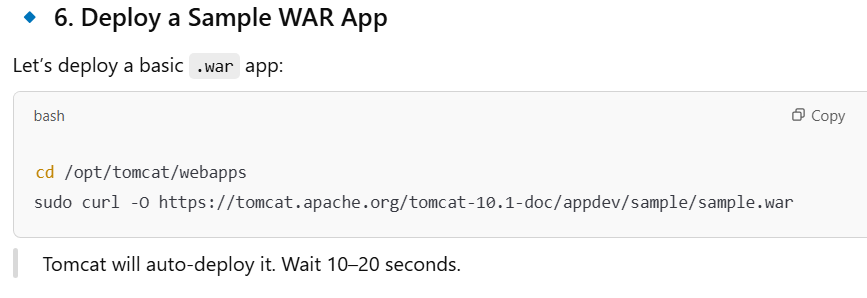 6. Deploy a Sample WAR App
Let’s deploy a basic .war app:
bash
Copy
cd /opt/tomcat/webapps
sudo curl -O https://tomcat.apache.org/tomcat-10.1-doc/appdev/sample/sample.war
Tomcat will auto-deploy it. Wait 10–20 seconds.